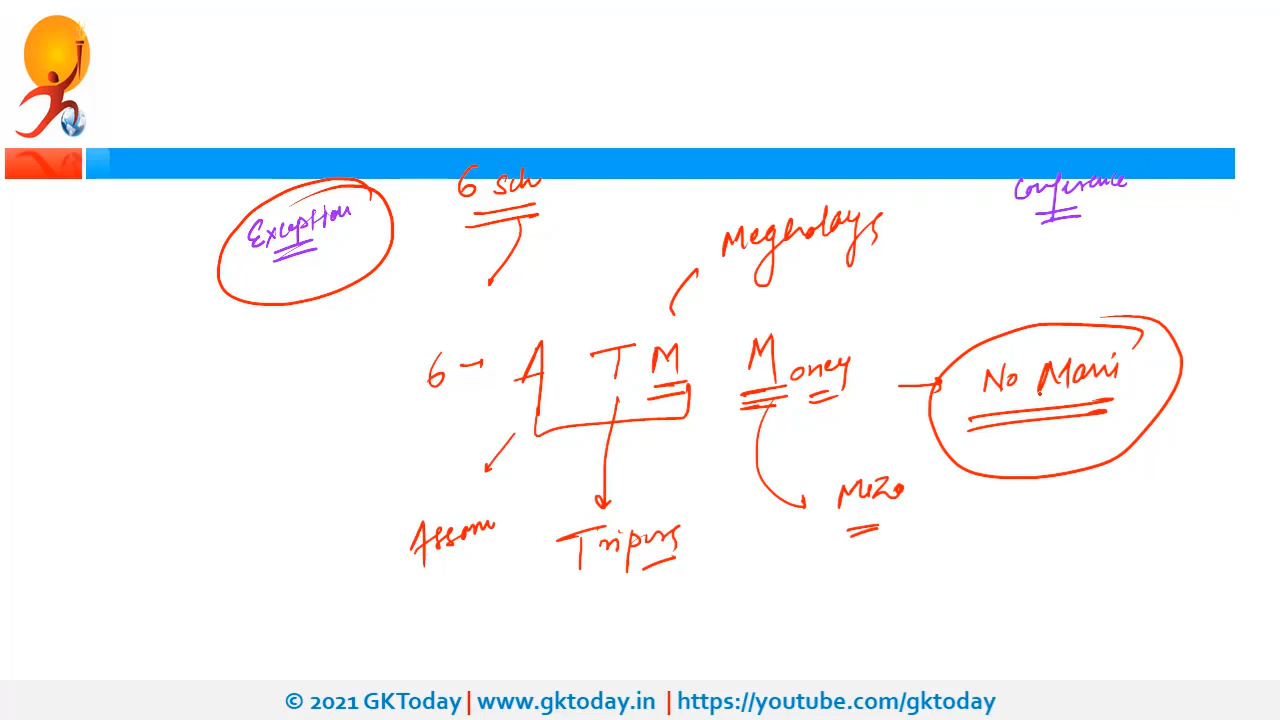 6 sch
Conference
Exception
Megholays
6 → A T M Money → No Mani
Mizo
Assam
Tripura
© 2021 GKToday | www.gktoday.in | https://youtube.com/gktoday